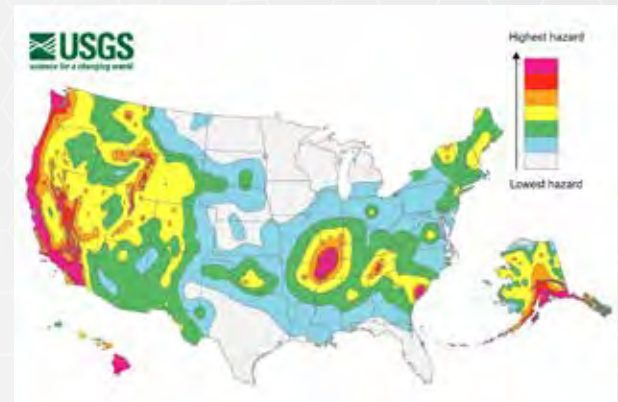 USGS
science for a changing world
Highest hazard
Lowest hazard